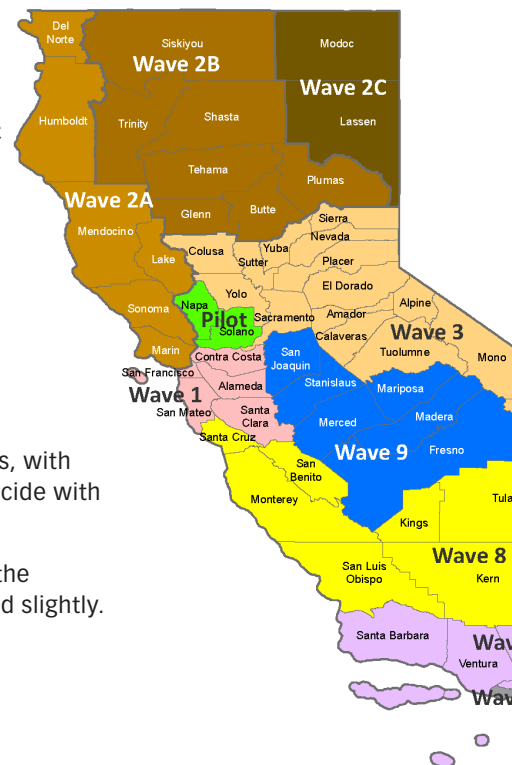 Del
Norte
Siskiyou
Modoc
Wave 2B
Wave 2C
Humboldt
Trinity
Shasta
Lassen
Tehama
Plumas
Wave 2A
Glenn
Butte
Sierra
Mendocino
Nevada
Colusa
Yuba
Lake
Sutter
Placer
Yolo
El Dorado
Napa
Alpine
Sonoma
Pilot
Sacramento
Amador
Solano
Calaveras
Wave 3
Marin
Contra Costa
San
Joaquin
Tuolumne
Mono
San Francisco
Alameda
Stanislaus
Mariposa
Wave 1
San Mateo
Santa
Clara
Merced
Madera
Santa Cruz
Wave 9
Fresno
s, with
San
Benito
cide with
Monterey
Kings
Tula
the
Wave 8
San Luis
Obispo
Kern
d slightly.
Santa Barbara
Wav
Ventura
Wav